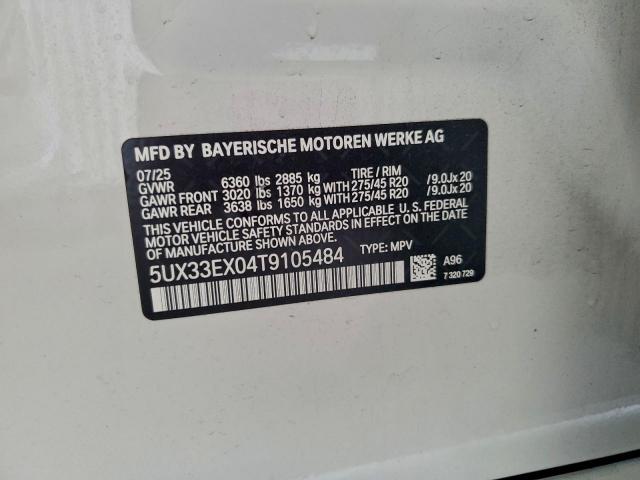 MFD BY BAYERISCHE MOTOREN WERKE AG
07/25 TIRE / RIM
GVWR 6360 lbs 2885 kg
GAWR FRONT 3020 lbs 1370 kg WITH 275/45 R20 /9.0Jx20
GAWR REAR 3638 lbs 1650 kg WITH 275/45 R20 /9.0Jx20
THIS VEHICLE CONFORMS TO ALL APPLICABLE U.S. FEDERAL
MOTOR VEHICLE SAFETY STANDARDS IN EFFECT ON THE
DATE OF MANUFACTURE SHOWN ABOVE.
5UX33EX04T9105484 TYPE: MPV
A96
7 320 729